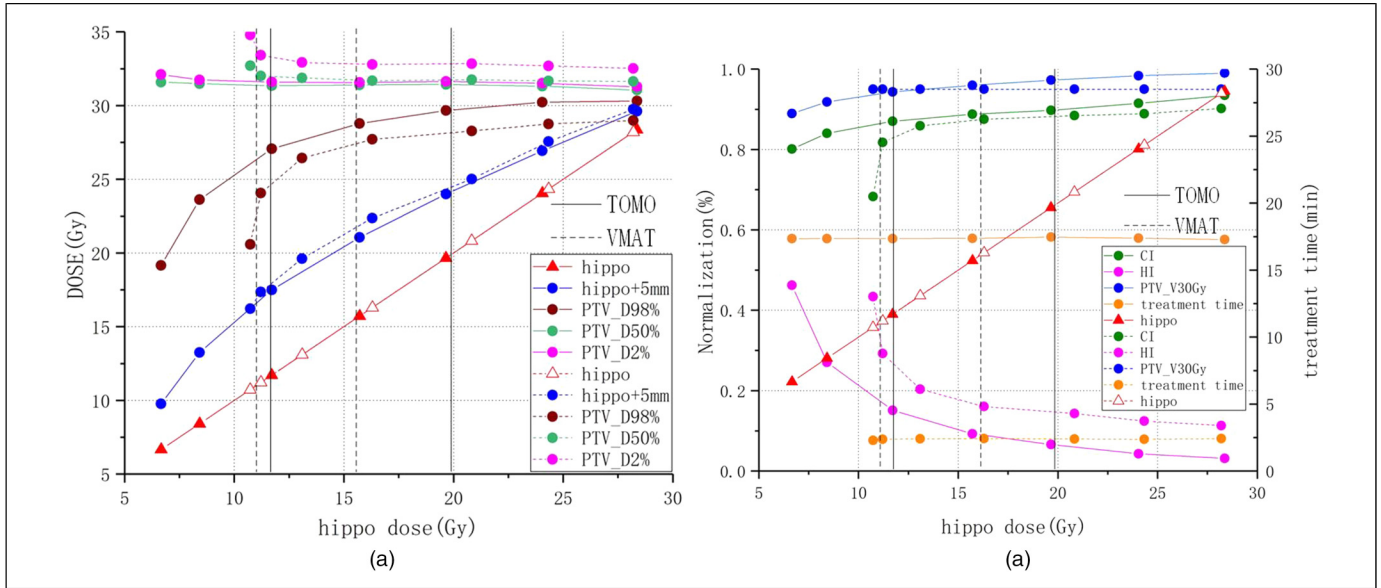 35
30
25
20
15
10
5
DOSE(Gy)
5
10
15
20
25
30
hippo dose(Gy)
TOMO
VMAT
hippo
hippo+5mm
PTV_D98%
PTV_D50%
PTV_D2%
hippo
hippo+5mm
PTV_D98%
PTV_D50%
PTV_D2%
(a)
1.0
0.8
0.6
0.4
0.2
0.0
Normalization(%)
5
10
15
20
25
30
hippo dose(Gy)
30
25
20
15
10
5
0
treatment time(min)
TOMO
VMAT
CI
HI
PTV_V30Gy
treatment time
hippo
CI
HI
PTV_V30Gy
treatment time
hippo
(a)